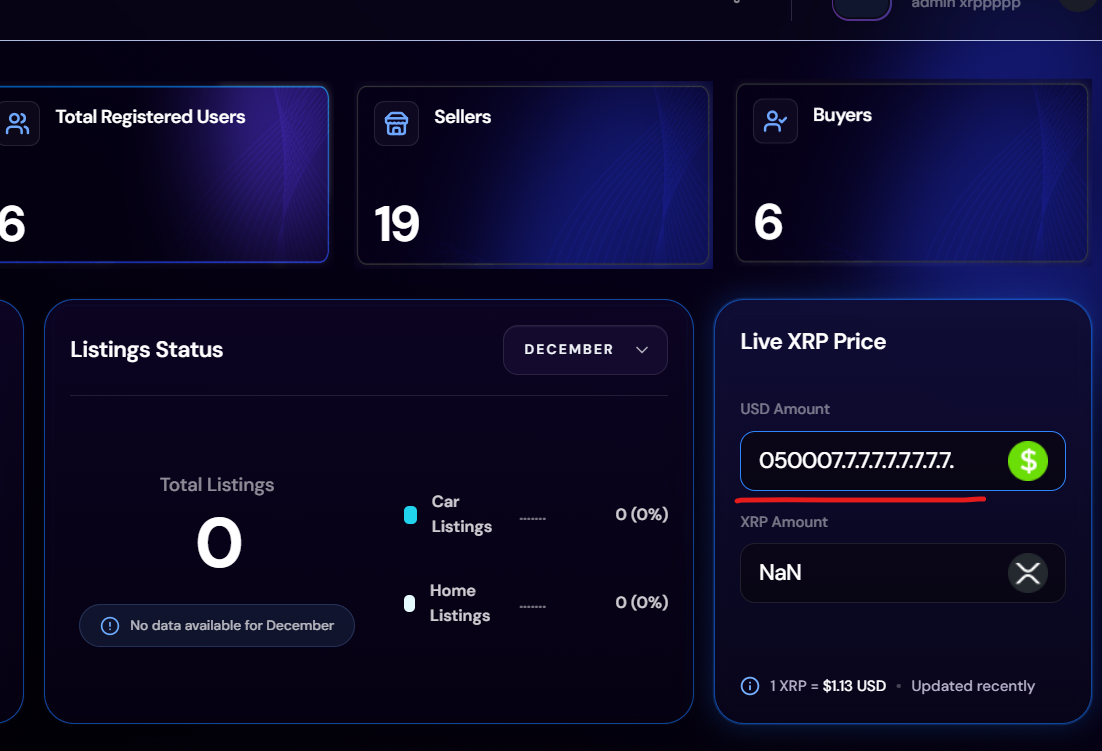 admin xrppppp
Total Registered Users
6
Sellers
19
Buyers
6
Listings Status
DECEMBER
Total Listings
0
No data available for December
Car
Listings
........
0 (0%)
Home
Listings
........
0 (0%)
Live XRP Price
USD Amount
050007.7.7.7.7.7.7.7.7.
$
XRP Amount
NaN
1 XRP = $1.13 USD • Updated recently